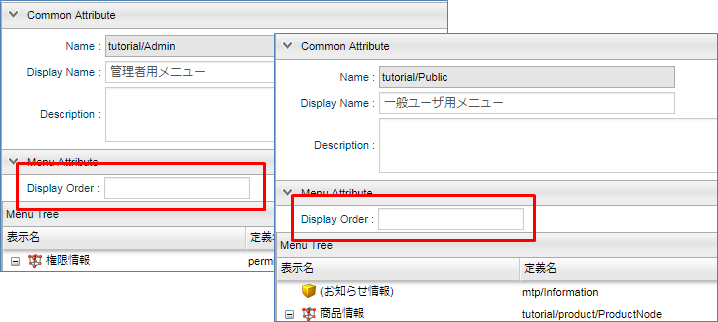 Common Attribute
Name : tutorial/Admin
Display Name : 管理者用メニュー
Description :
Menu Attribute
Display Order :
Menu Tree
表示名
権限情報 perm
Common Attribute
Name : tutorial/Public
Display Name : 一般ユーザ用メニュー
Description :
Menu Attribute
Display Order :
Menu Tree
表示名 定義名
(お知らせ情報) mtp/Information
商品情報 tutorial/product/ProductNode